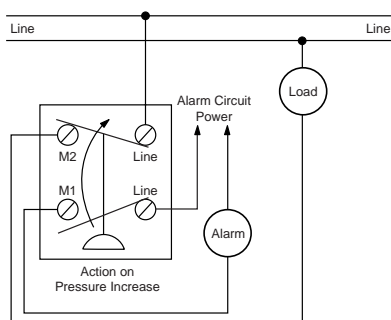 Line
Line
Alarm Circuit
Power
Load
M2
Line
M1
Line
Alarm
Action on
Pressure Increase